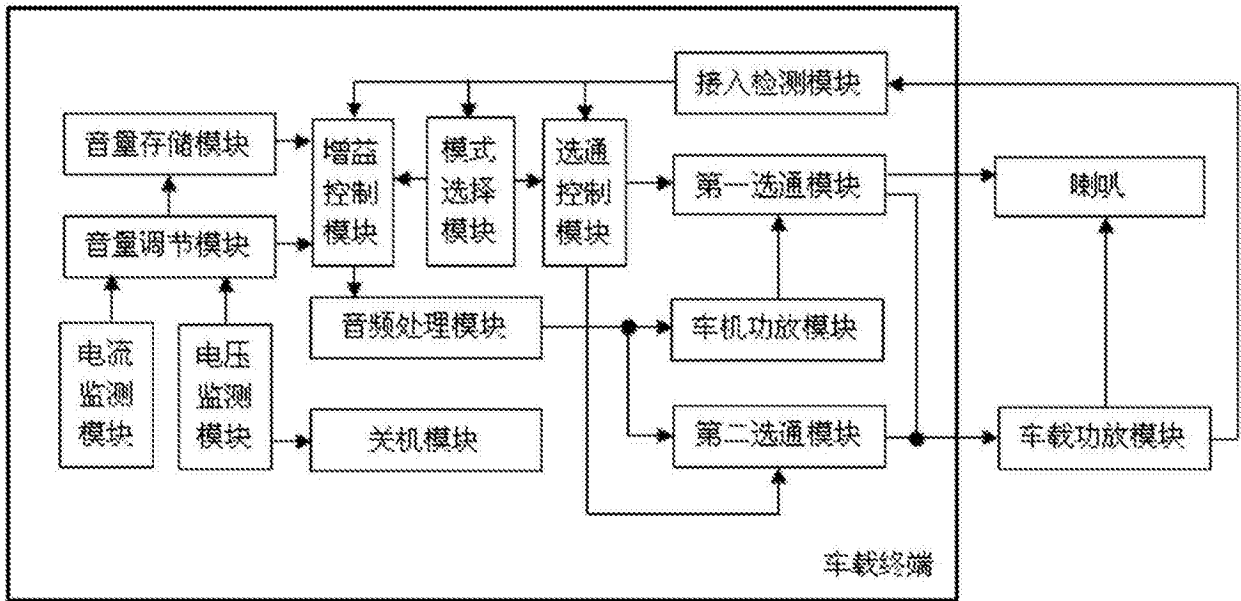 接入检测模块
音量存储模块
增益控制模块
模式选择模块
选通控制模块
第一选通模块
喇叭
音量调节模块
音频处理模块
车机功放模块
电流监测模块
电压监测模块
关机模块
第二选通模块
车载功放模块
车载终端